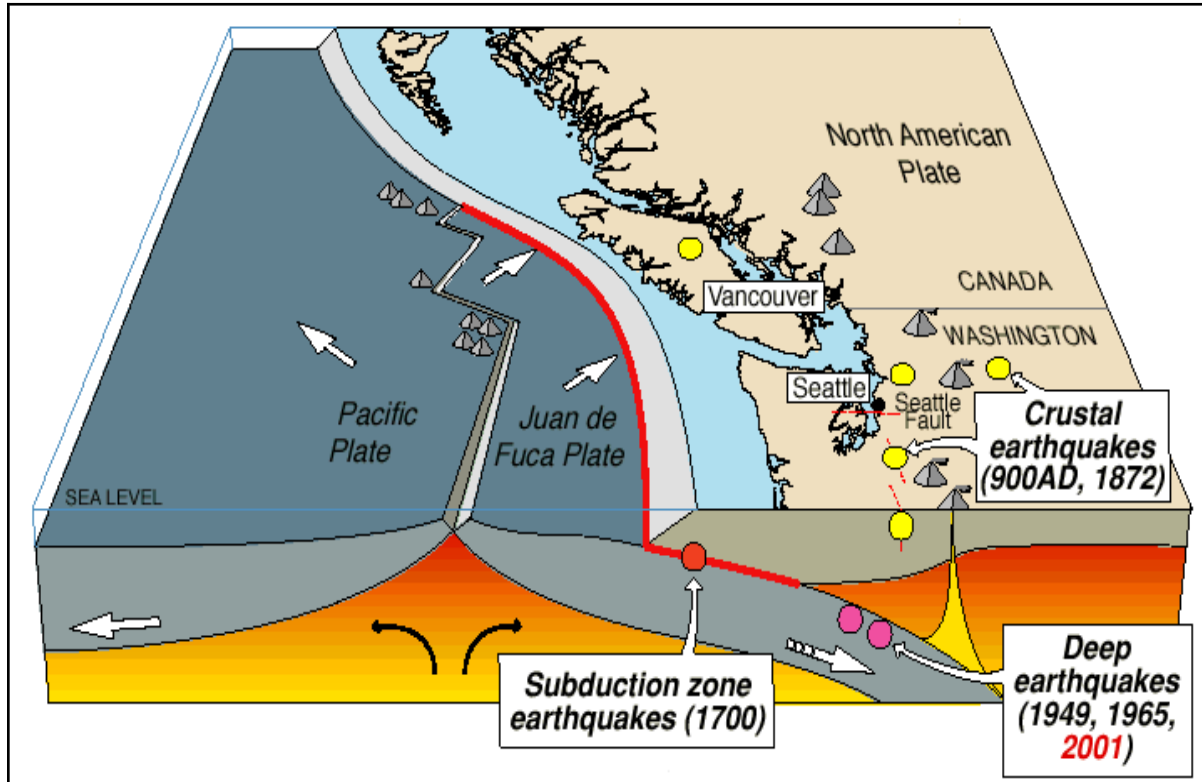 North American
Plate
CANADA
Vancouver
WASHINGTON
Seattle
Seattle
Fault
Pacific
Plate
Juan de
Fuca Plate
Crustal
earthquakes
(900AD, 1872)
SEA LEVEL
Subduction zone
earthquakes (1700)
Deep
earthquakes
(1949, 1965,
2001)